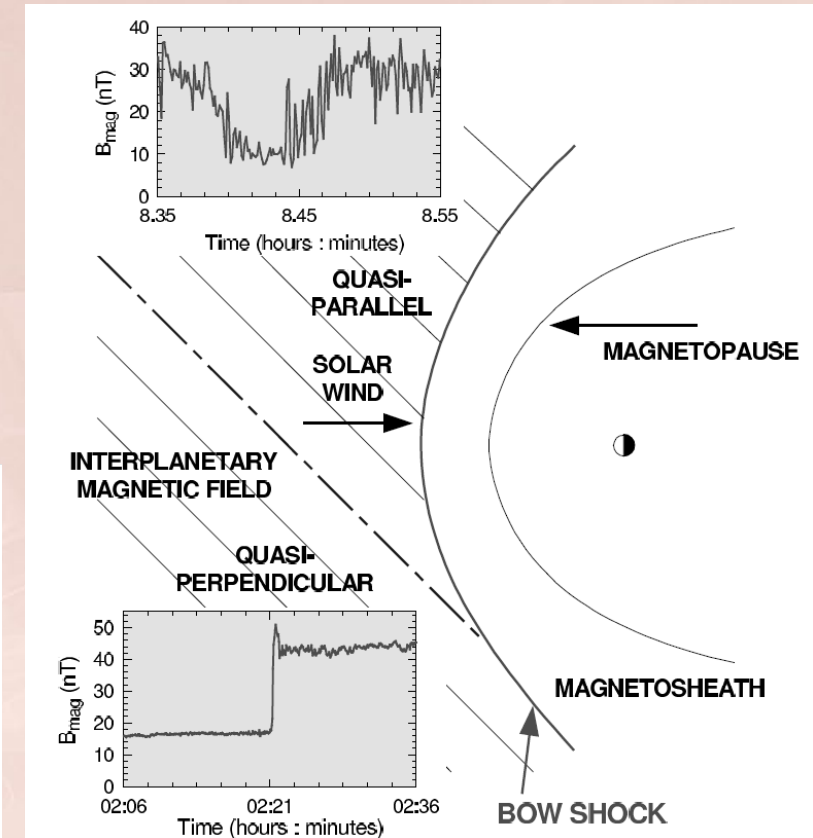 40
30
20
10
0
B mag (nT)
8.35 8.45 8.55
Time (hours : minutes)
QUASI-
PARALLEL
SOLAR
WIND
MAGNETOPAUSE
INTERPLANETARY
MAGNETIC FIELD
QUASI-
PERPENDICULAR
50
40
30
20
10
0
B mag (nT)
02:06 02:21 02:36
Time (hours : minutes)
MAGNETOSHEATH
BOW SHOCK